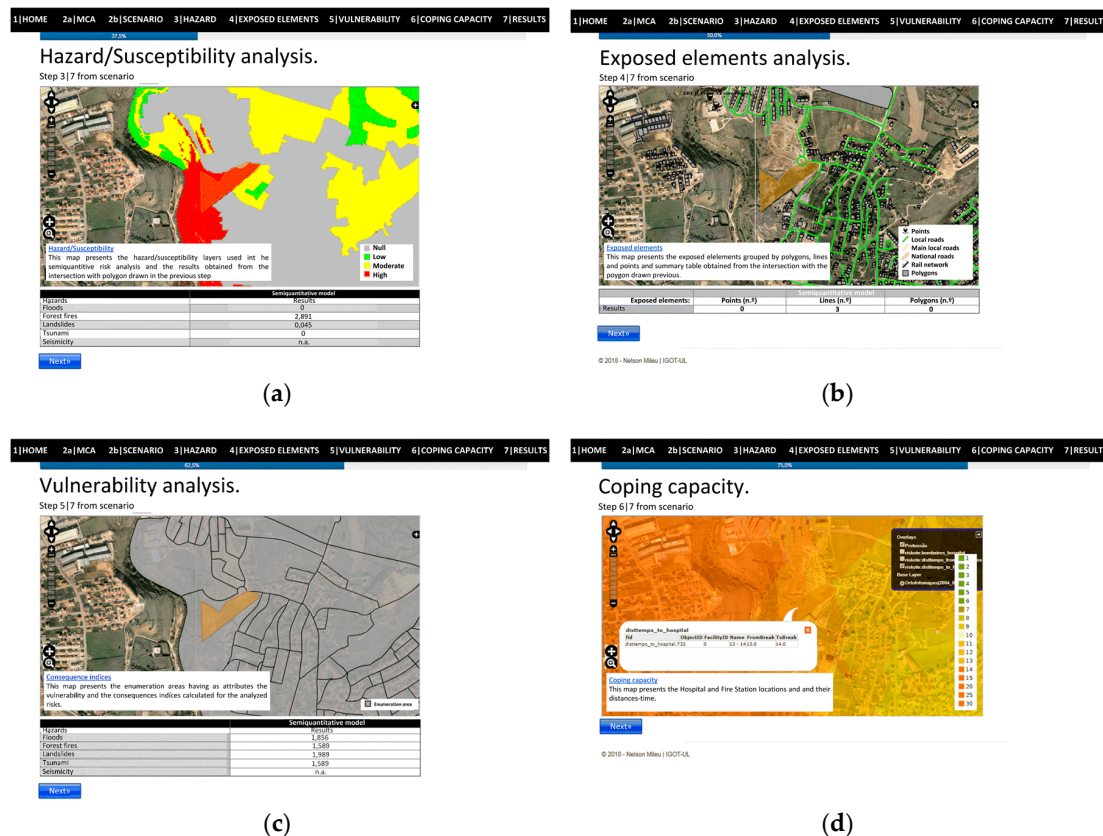 1|HOME 2a|MCA 2b|SCENARIO 3|HAZARD 4|EXPOSED ELEMENTS 5|VULNERABILITY 6|COPING CAPACITY 7|RESULTS
37,5%
Hazard/Susceptibility analysis.
Step 3|7 from scenario
Hazard/Susceptibility
This map presents the hazard/susceptibility layers used int he
semiquantitive risk analysis and the results obtained from the
intersection with polygon drawn in the previous step
Null
Low
Moderate
High
Semiquantitative model
Hazards Results
Floods 0
Forest fires 2,891
Landslides 0,045
Tsunami 0
Seismicity n.a.
Next»
(a)
1|HOME 2a|MCA 2b|SCENARIO 3|HAZARD 4|EXPOSED ELEMENTS 5|VULNERABILITY 6|COPING CAPACITY 7|RESULTS
50,0%
Exposed elements analysis.
Step 4|7 from scenario
Exposed elements
This map presents the exposed elements grouped by polygons, lines
and points and summary table obtained from the intersection with the
poygon drawn previous.
Points
Local roads
Main local roads
National roads
Rail network
Polygons
Semiquantitative model
Exposed elements: Points (n.º) Lines (n.º) Polygons (n.º)
Results 0 3 0
Next»
© 2018 - Nelson Mileu | IGOT-UL
(b)
1|HOME 2a|MCA 2b|SCENARIO 3|HAZARD 4|EXPOSED ELEMENTS 5|VULNERABILITY 6|COPING CAPACITY 7|RESULTS
62,5%
Vulnerability analysis.
Step 5|7 from scenario
Consequence indices
This map presents the enumeration areas having as attributes the
vulnerability and the consequences indices calculated for the analyzed
risks.
Enumeration area
Semiquantitative model
Hazards Results
Floods 1,856
Forest fires 1,589
Landslides 1,989
Tsunami 1,589
Seismicity n.a.
Next»
(c)
1|HOME 2a|MCA 2b|SCENARIO 3|HAZARD 4|EXPOSED ELEMENTS 5|VULNERABILITY 6|COPING CAPACITY 7|RESULTS
75,0%
Coping capacity.
Step 6|7 from scenario
Overlays
Pretensão
Base Layer
1
2
3
4
5
6
7
8
9
10
11
12
13
14
15
20
25
30
disttempo_to_hospital
fid ObjectID FacilityID Name FromBreak ToBreak
disttempo_to_hospital.732 0 13 - 14 13.0 14.0
Coping capacity
This map presents the Hospital and Fire Station locations and and their
distances-time.
Next»
© 2018 - Nelson Mileu | IGOT-UL
(d)